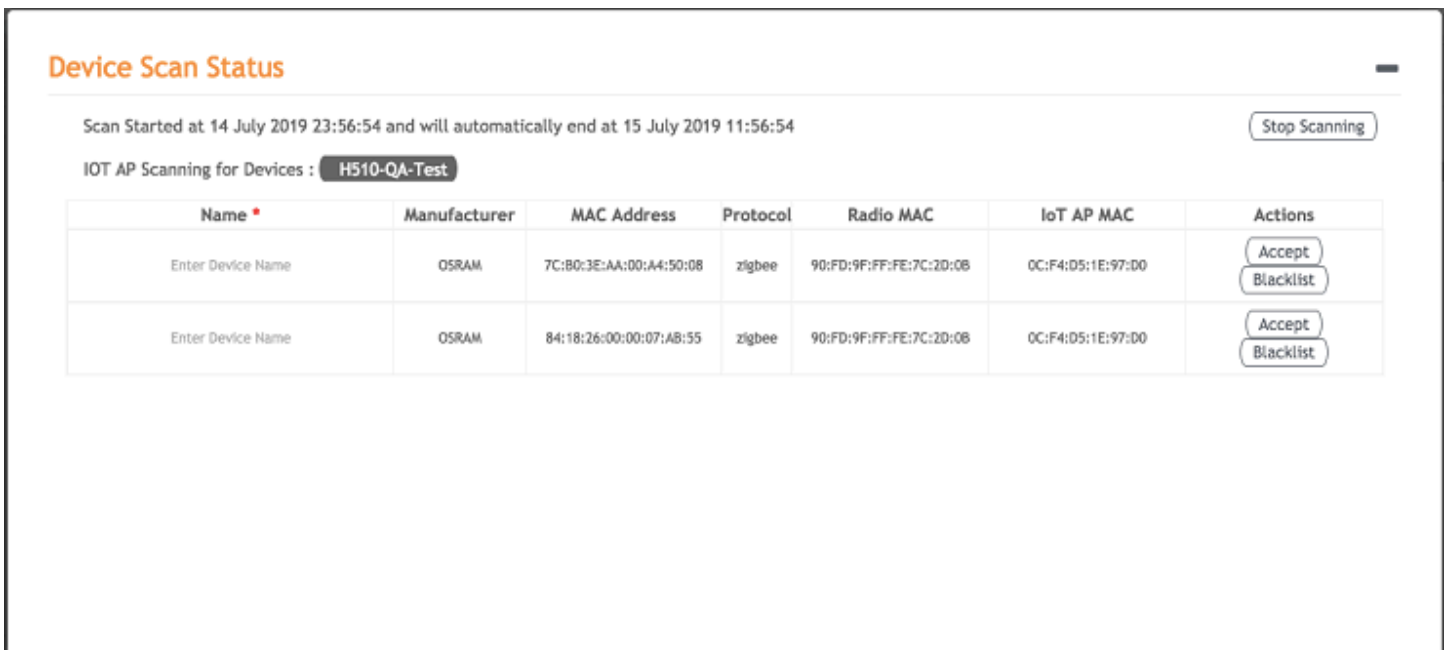 Device Scan Status
Scan Started at 14 July 2019 23:56:54 and will automatically end at 15 July 2019 11:56:54
Stop Scanning
IOT AP Scanning for Devices : H510-QA-Test
Name * Manufacturer MAC Address Protocol Radio MAC IoT AP MAC Actions
Enter Device Name OSRAM 7C:B0:3E:AA:00:A4:50:08 zigbee 90:FD:9F:FF:FE:7C:2D:0B 0C:F4:D5:1E:97:D0 Accept
Blacklist
Enter Device Name OSRAM 84:18:26:00:00:07:AB:55 zigbee 90:FD:9F:FF:FE:7C:2D:0B 0C:F4:D5:1E:97:D0 Accept
Blacklist